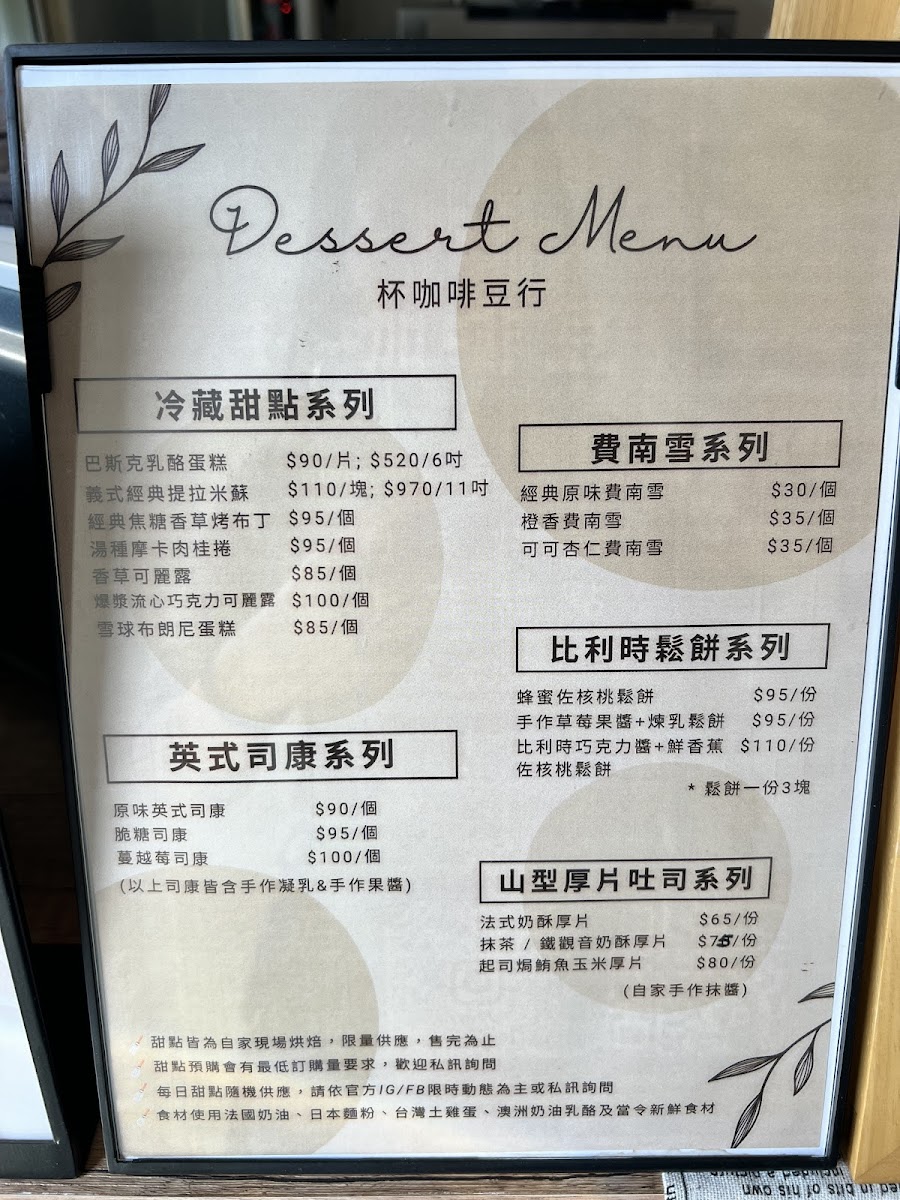 Dessert Menu
杯咖啡豆行
冷藏甜點系列
巴斯克乳酪蛋糕 $90/片; $520/6吋
義式經典提拉米蘇 $110/塊; $970/11吋
經典焦糖香草烤布丁 $95/個
湯種摩卡肉桂捲 $95/個
香草可麗露 $85/個
爆漿流心巧克力可麗露 $100/個
雪球布朗尼蛋糕 $85/個
英式司康系列
原味英式司康 $90/個
脆糖司康 $95/個
蔓越莓司康 $100/個
(以上司康皆含手作凝乳&手作果醬)
費南雪系列
經典原味費南雪 $30/個
橙香費南雪 $35/個
可可杏仁費南雪 $35/個
比利時鬆餅系列
蜂蜜佐核桃鬆餅 $95/份
手作草莓果醬+煉乳鬆餅 $95/份
比利時巧克力醬+鮮香蕉 $110/份
佐核桃鬆餅
* 鬆餅一份3塊
山型厚片吐司系列
法式奶酥厚片 $65/份
抹茶 / 鐵觀音奶酥厚片 $75/份
起司焗鮪魚玉米厚片 $80/份
(自家手作抹醬)
甜點皆為自家現場烘焙，限量供應，售完為止
甜點預購會有最低訂購量要求，歡迎私訊詢問
每日甜點隨機供應，請依官方IG/FB限時動態為主或私訊詢問
食材使用法國奶油、日本麵粉、台灣土雞蛋、澳洲奶油乳酪及當令新鮮食材